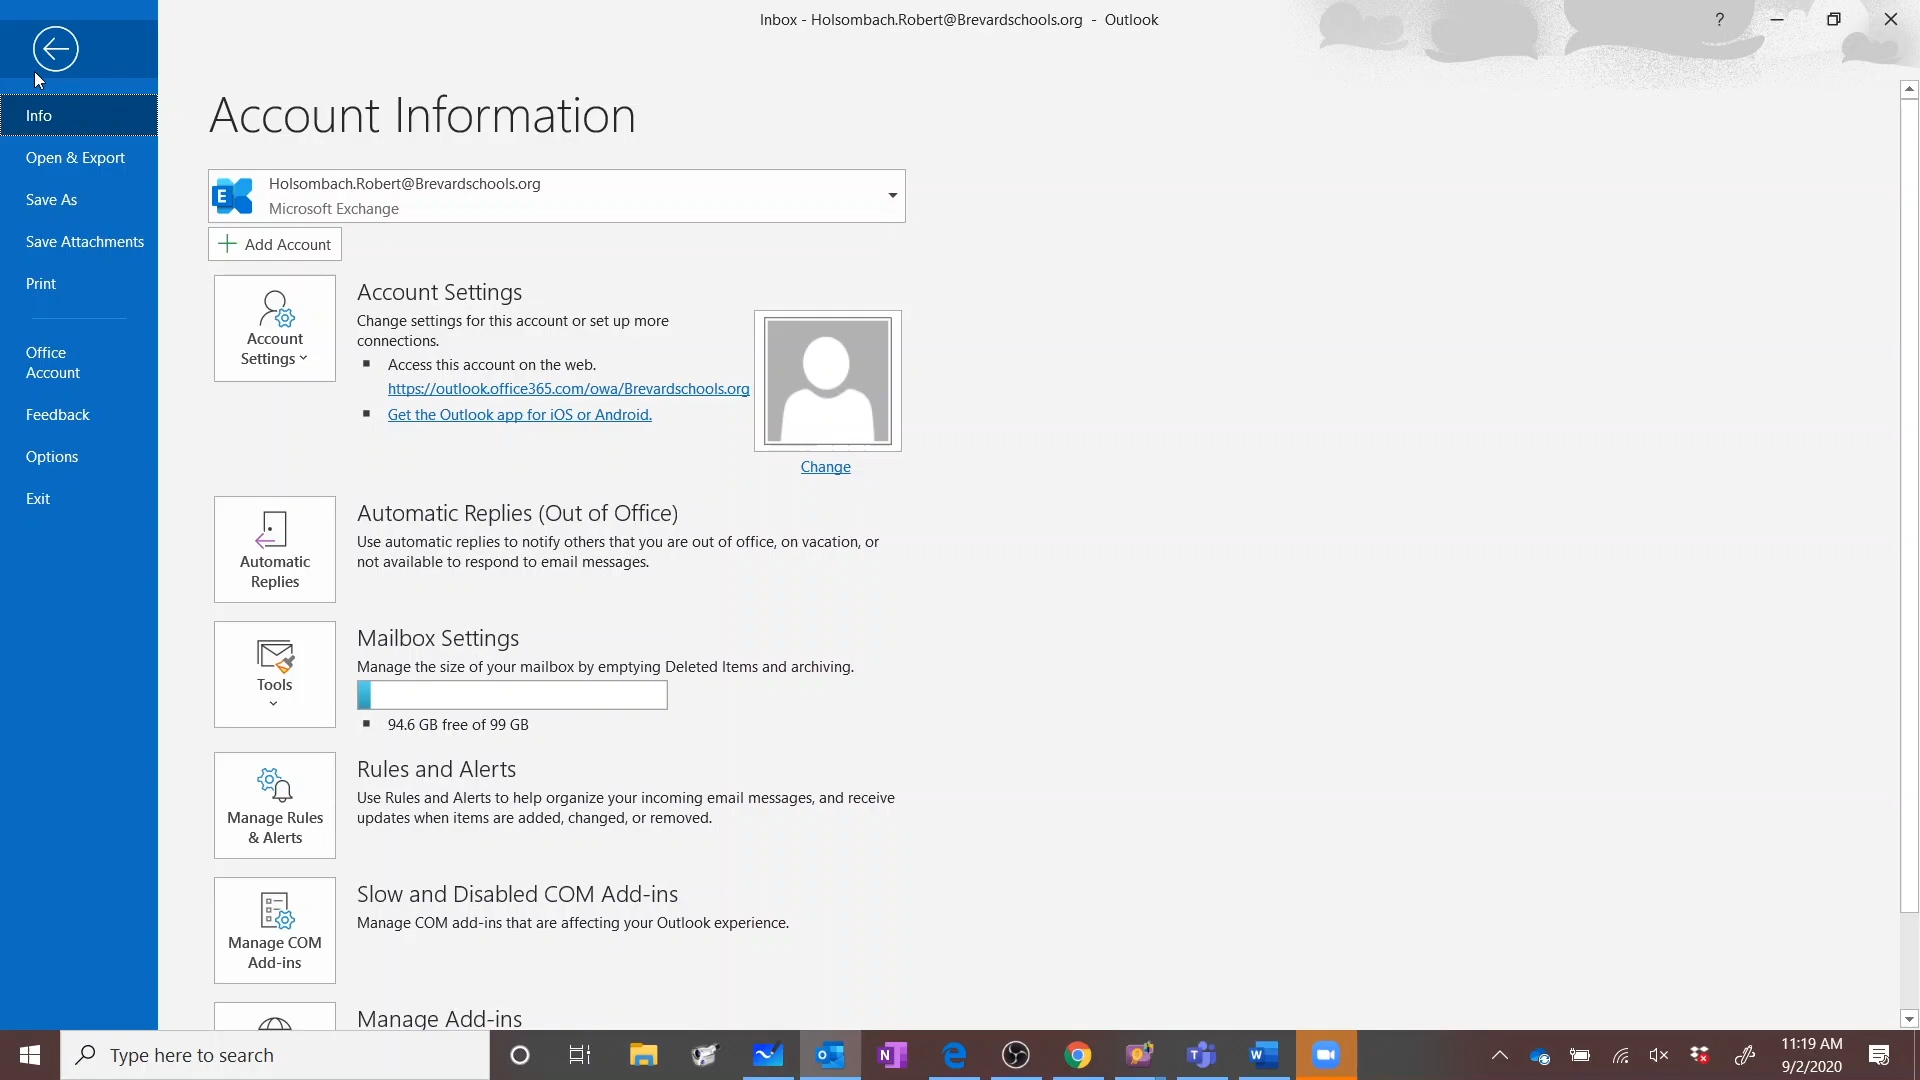 Inbox - Holsombach.Robert@Brevardschools.org - Outlook
?
Info
Open & Export
Save As
Save Attachments
Print
Office
Account
Feedback
Options
Exit
Account Information
E
Holsombach.Robert@Brevardschools.org
Microsoft Exchange
Add Account
Account
Settings
Account Settings
Change settings for this account or set up more
connections.
Access this account on the web.
https://outlook.office365.com/owa/Brevardschools.org
Get the Outlook app for iOS or Android.
Change
Automatic
Replies
Automatic Replies (Out of Office)
Use automatic replies to notify others that you are out of office, on vacation, or
not available to respond to email messages.
Tools
Mailbox Settings
Manage the size of your mailbox by emptying Deleted Items and archiving.
94.6 GB free of 99 GB
Manage Rules
& Alerts
Rules and Alerts
Use Rules and Alerts to help organize your incoming email messages, and receive
updates when items are added, changed, or removed.
Manage COM
Add-ins
Slow and Disabled COM Add-ins
Manage COM add-ins that are affecting your Outlook experience.
Manage Add-ins
Type here to search
11:19 AM
9/2/2020